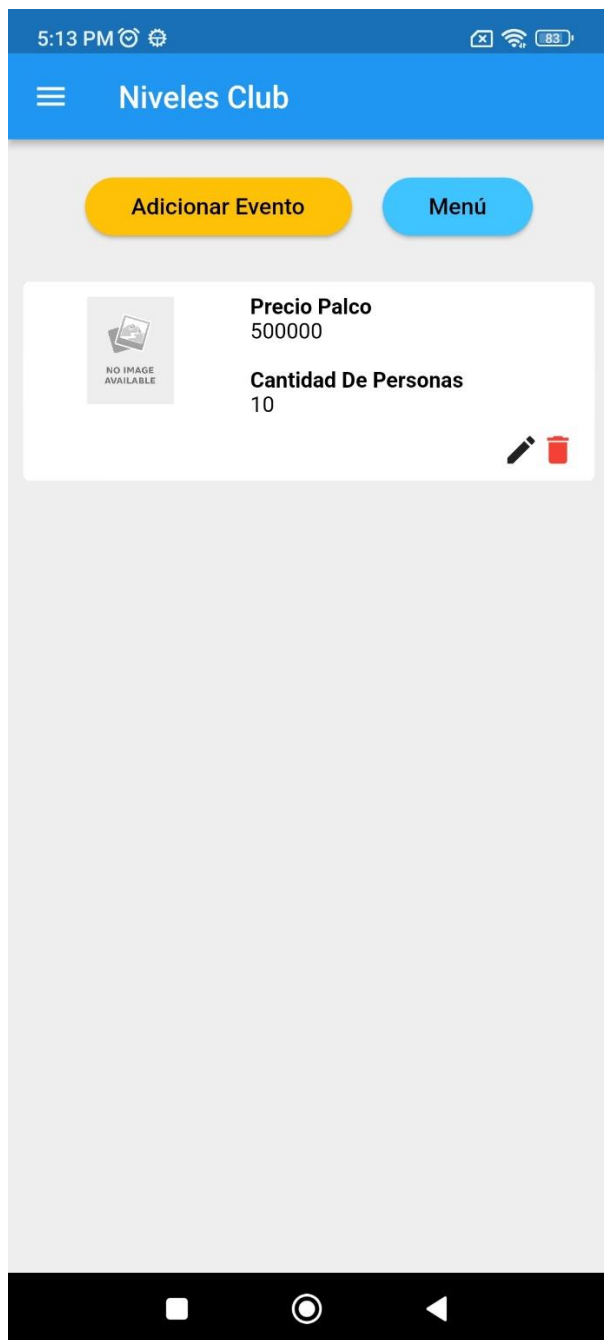 5:13 PM
83
Niveles Club
Adicionar Evento
Menú
NO IMAGE
AVAILABLE
Precio Palco
500000
Cantidad De Personas
10